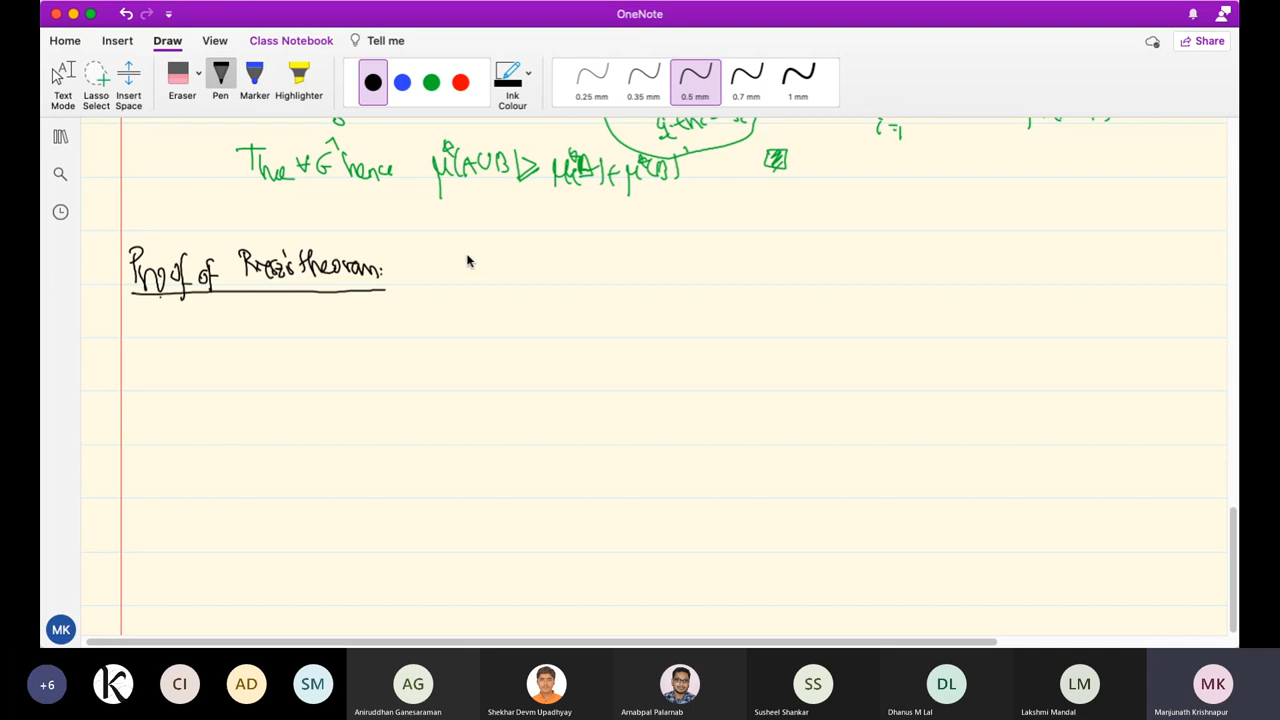 OneNote
Home Insert Draw View Class Notebook Tell me Share
Text Mode Lasso Select Insert Space Eraser Pen Marker Highlighter Ink Colour 0.25 mm 0.35 mm 0.5 mm 0.7 mm 1 mm
i=1
True ∀ G hence μ*(A∪B) ≥ μ*(A)+μ*(B)
Proof of Riesz's theorem:
MK
+6 K CI AD SM AG SS DL LM MK
Aniruddhan Ganesaraman Shekhar Devm Upadhyay Arnabpal Palarnab Susheel Shankar Dhanus M Lal Lakshmi Mandal Manjunath Krishnapur